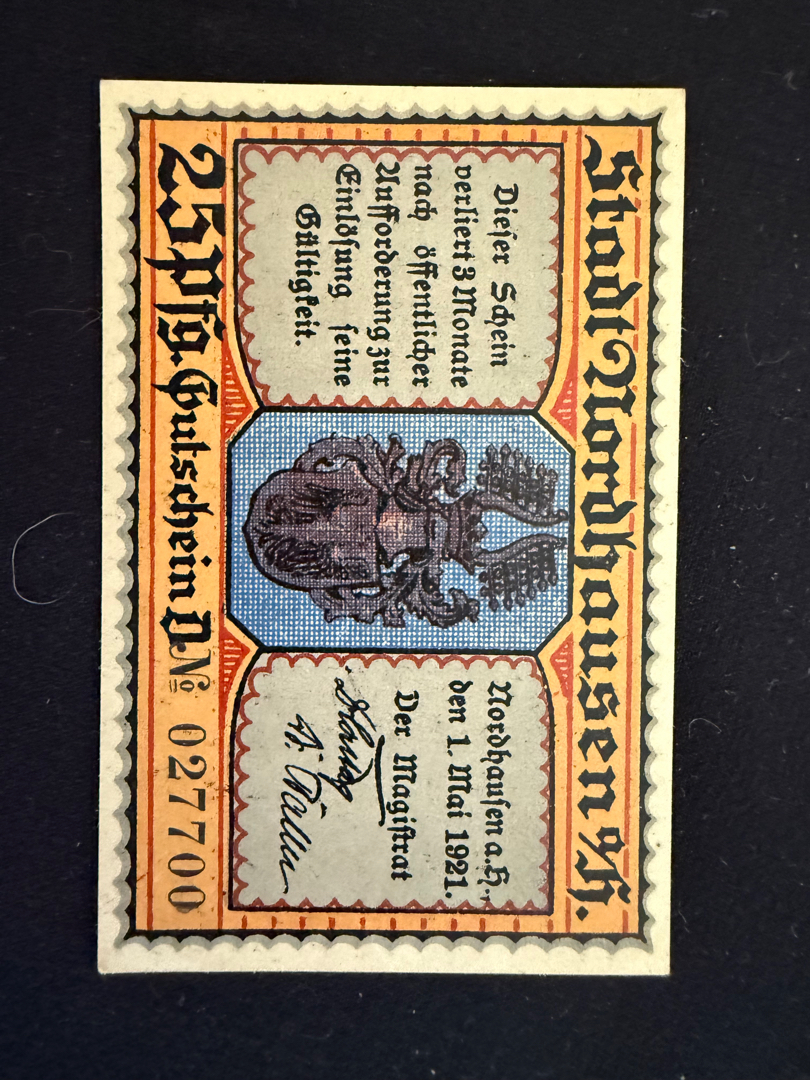 Stadt Nordhausen a/H.
Dieser Schein
verliert 3 Monate
nach öffentlicher
Aufforderung zur
Einlösung seine
Gültigkeit.
Nordhausen a.H.,
den 1. Mai 1921.
Der Magistrat
25 Pfg. Gutschein D. № 027700